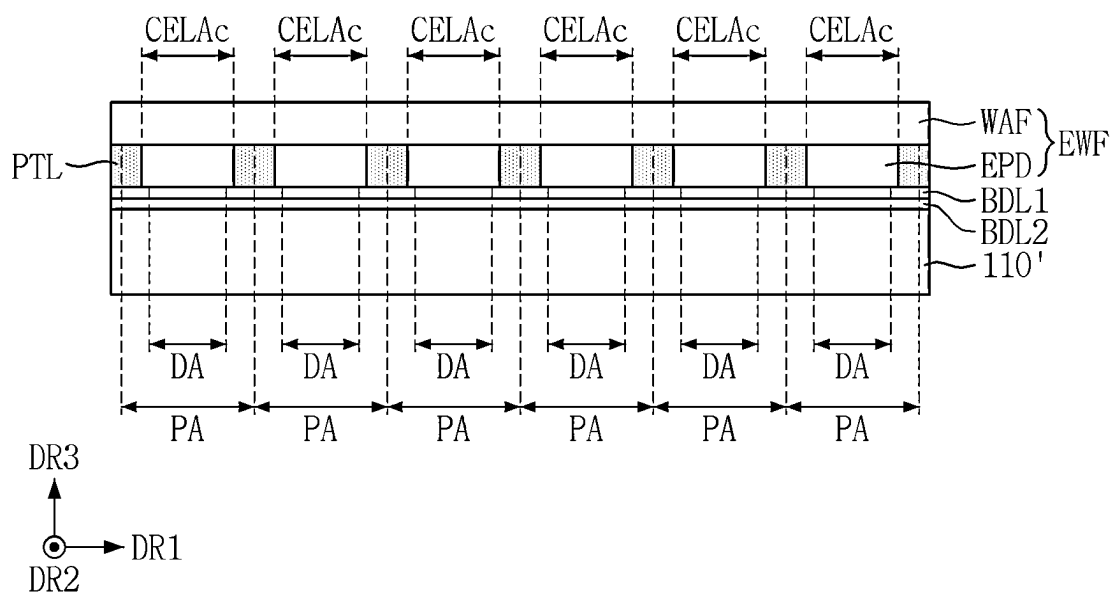 CELAc CELAc CELAc CELAc CELAc CELAc
WAF
EPD
EWF
PTL
BDL1
BDL2
110'
DA DA DA DA DA DA
PA PA PA PA PA PA
DR3
DR1
DR2